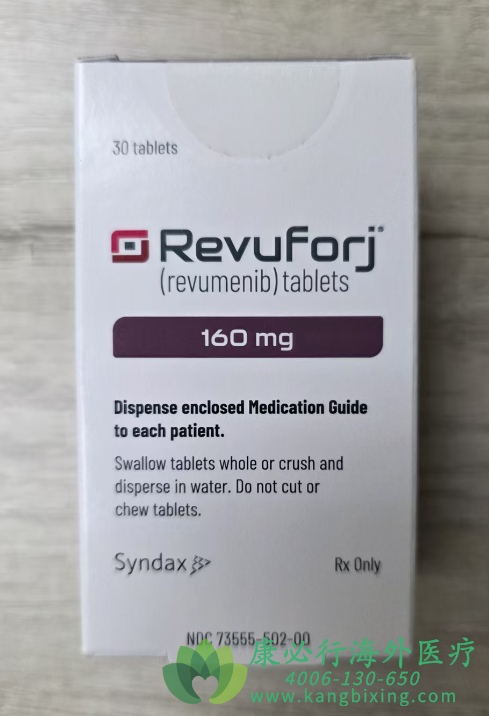 30 tablets
Revuforj®
(revumenib) tablets
160 mg
Dispense enclosed Medication Guide
to each patient.
Swallow tablets whole or crush and
disperse in water. Do not cut or
chew tablets.
Syndax
Rx Only
NDC 73555-502-00
康必行海外医疗
4006-130-650
www.kangbixing.com